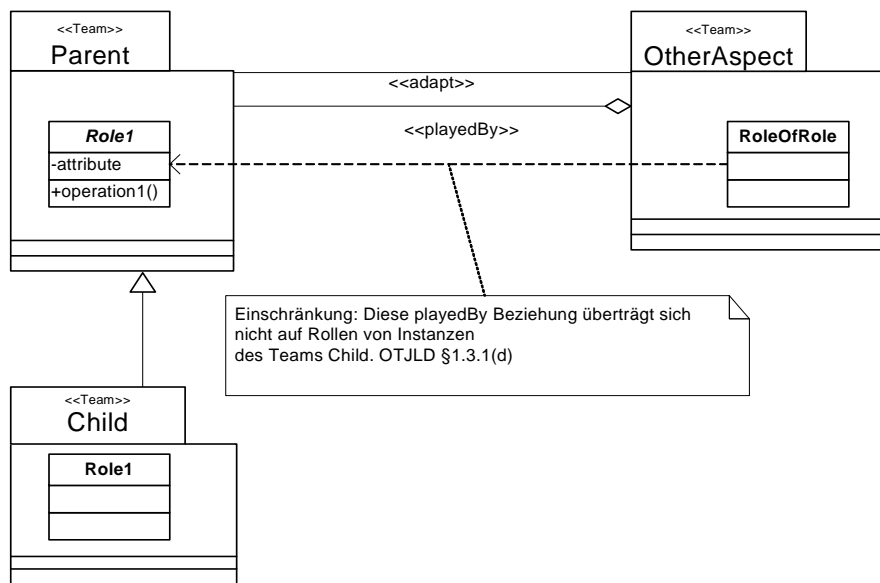 <<Team>>
Parent
<<Team>>
OtherAspect
<<adapt>>
<<playedBy>>
Role1
-attribute
+operation1()
RoleOfRole
Einschränkung: Diese playedBy Beziehung überträgt sich
nicht auf Rollen von Instanzen
des Teams Child. OTJLD §1.3.1(d)
<<Team>>
Child
Role1